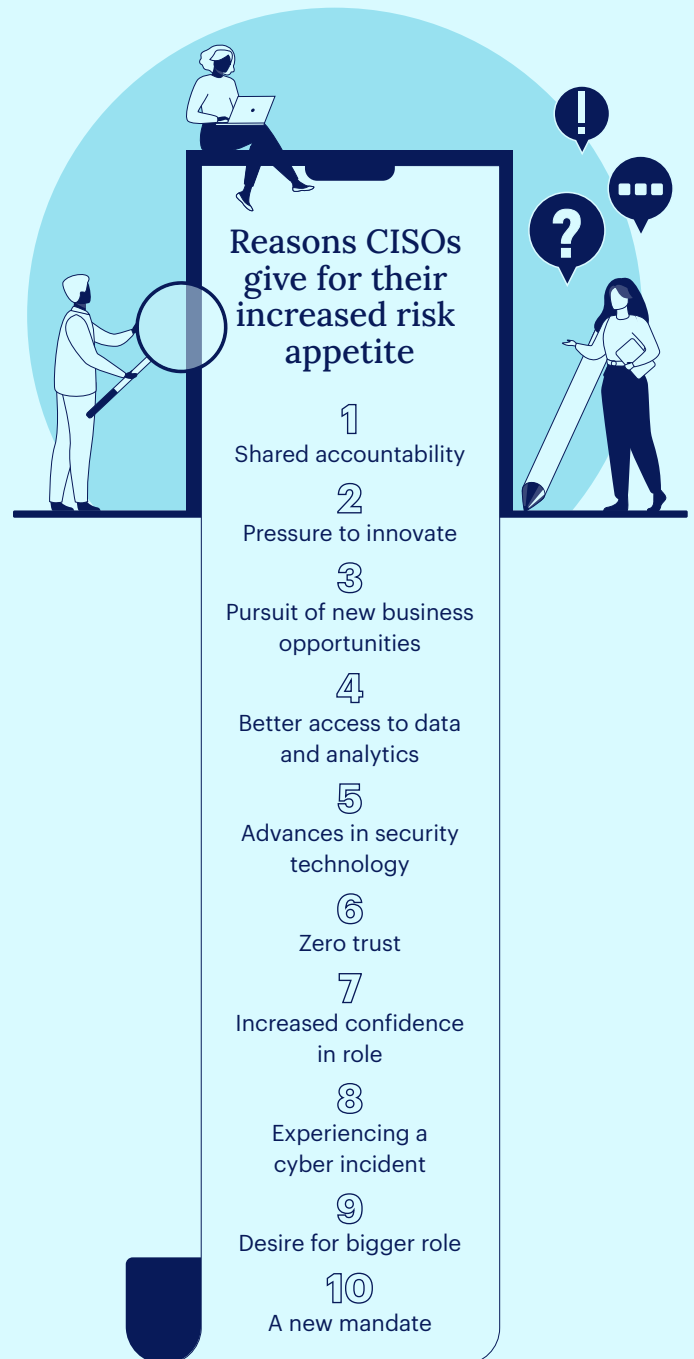 !
?
Reasons CISOs
give for their
increased risk
appetite
1
Shared accountability
2
Pressure to innovate
3
Pursuit of new business
opportunities
4
Better access to data
and analytics
5
Advances in security
technology
6
Zero trust
7
Increased confidence
in role
8
Experiencing a
cyber incident
9
Desire for bigger role
10
A new mandate